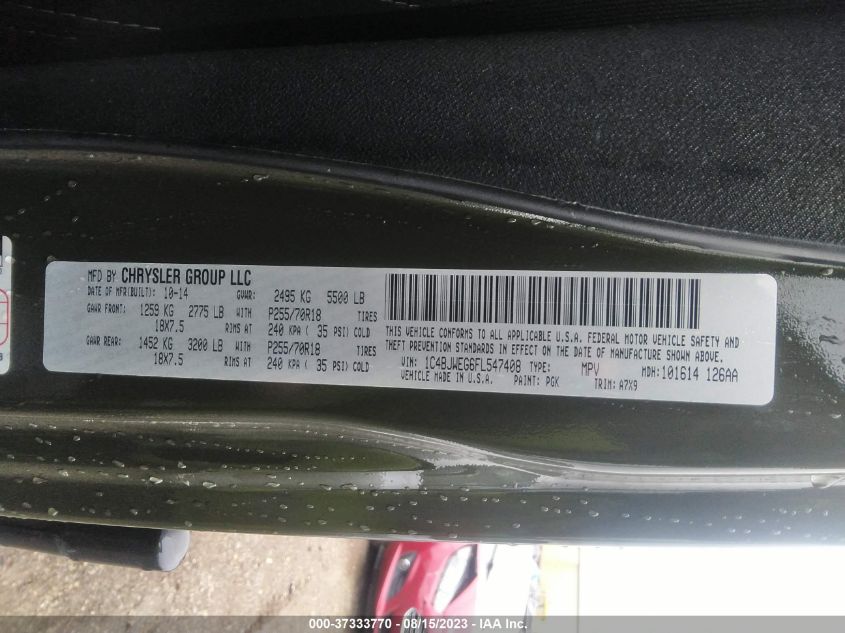 MFD BY CHRYSLER GROUP LLC
DATE OF MFR(BUILT): 10-14 GVWR: 2495 KG 5500 LB
GAWR FRONT: 1259 KG 2775 LB WITH P255/70R18 TIRES
18X7.5 RIMS AT 240 KPA ( 35 PSI) COLD
GAWR REAR: 1452 KG 3200 LB WITH P255/70R18 TIRES
18X7.5 RIMS AT 240 KPA ( 35 PSI) COLD
THIS VEHICLE CONFORMS TO ALL APPLICABLE U.S.A. FEDERAL MOTOR VEHICLE SAFETY AND
THEFT PREVENTION STANDARDS IN EFFECT ON THE DATE OF MANUFACTURE SHOWN ABOVE.
VIN: 1C4BJWEG6FL547408 TYPE: MPV MDH:101614 126AA
VEHICLE MADE IN U.S.A. PAINT: PGK TRIM: A7X9
000-37333770 - 08/15/2023 - IAA Inc.